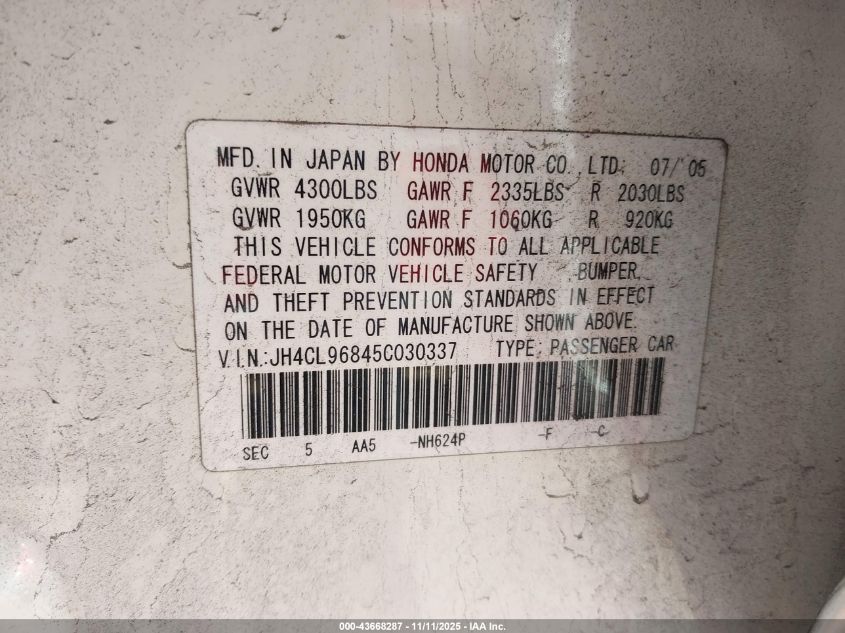 MFD. IN JAPAN BY HONDA MOTOR CO., LTD. 07/'05
GVWR 4300LBS GAWR F 2335LBS R 2030LBS
GVWR 1950KG GAWR F 1060KG R 920KG
THIS VEHICLE CONFORMS TO ALL APPLICABLE
FEDERAL MOTOR VEHICLE SAFETY , BUMPER,
AND THEFT PREVENTION STANDARDS IN EFFECT
ON THE DATE OF MANUFACTURE SHOWN ABOVE.
V.I.N.:JH4CL96845C030337 TYPE: PASSENGER CAR
SEC 5 AA5 -NH624P -F -C
000-43668287 - 11/11/2025 - IAA Inc.